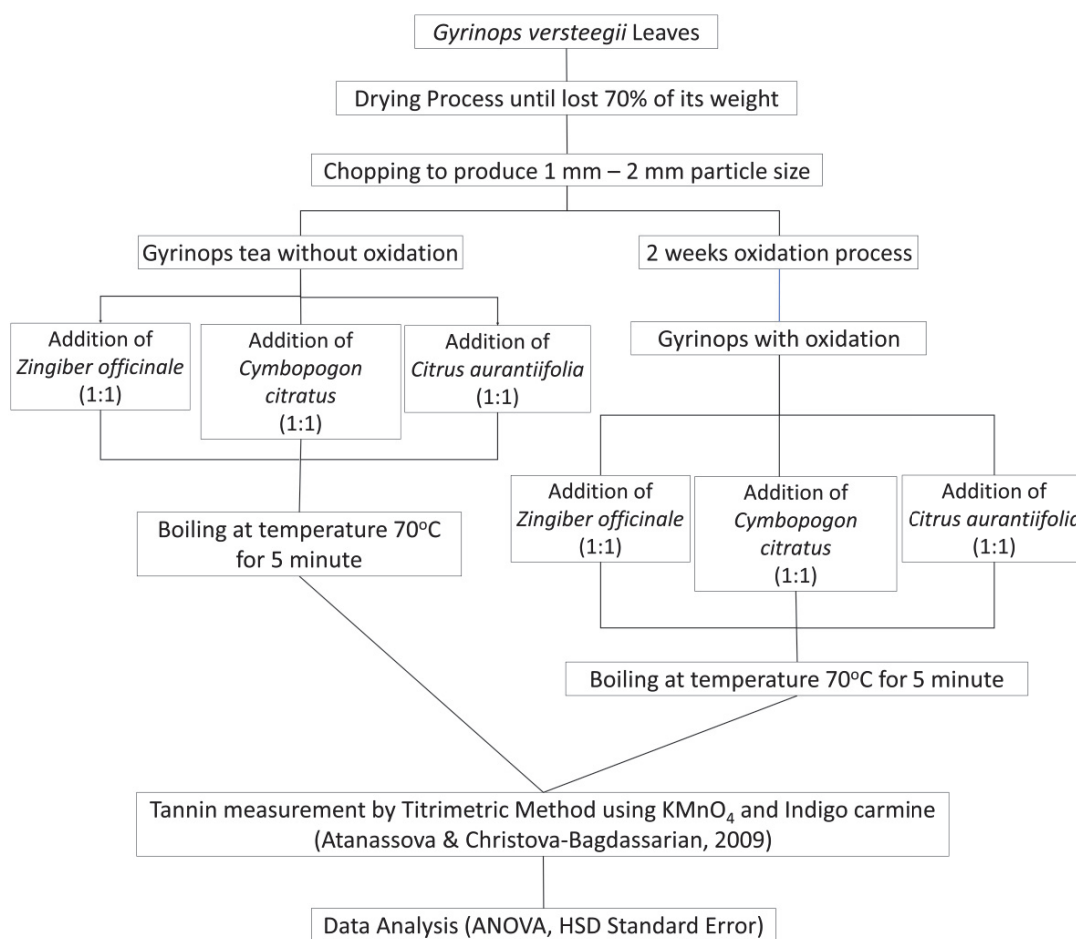 Gyrinops versteegii Leaves
Drying Process until lost 70% of its weight
Chopping to produce 1 mm – 2 mm particle size
Gyrinops tea without oxidation
2 weeks oxidation process
Addition of
Zingiber officinale
(1:1)
Addition of
Cymbopogon
citratus
(1:1)
Addition of
Citrus aurantiifolia
(1:1)
Gyrinops with oxidation
Addition of
Zingiber officinale
(1:1)
Addition of
Cymbopogon
citratus
(1:1)
Addition of
Citrus aurantiifolia
(1:1)
Boiling at temperature 70°C
for 5 minute
Boiling at temperature 70°C for 5 minute
Tannin measurement by Titrimetric Method using KMnO₄ and Indigo carmine
(Atanassova & Christova-Bagdassarian, 2009)
Data Analysis (ANOVA, HSD Standard Error)